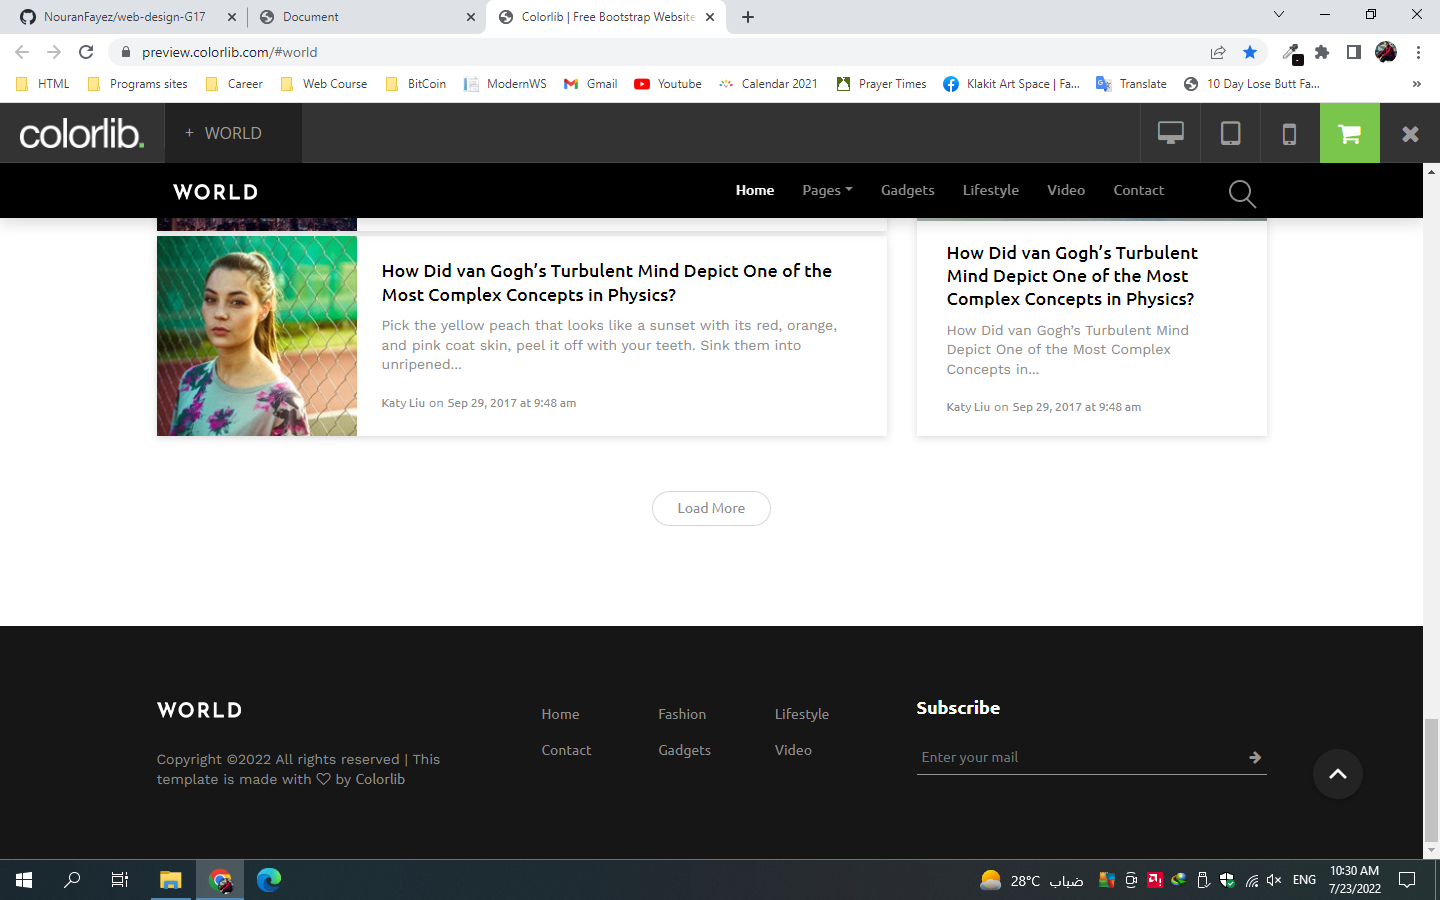 NouranFayez/web-design-G17
Document
Colorlib | Free Bootstrap Website
preview.colorlib.com/#world
HTML
Programs sites
Career
Web Course
BitCoin
ModernWS
Gmail
Youtube
Calendar 2021
Prayer Times
Klakit Art Space | Fa...
Translate
10 Day Lose Butt Fa...
»
colorlib.
+ WORLD
WORLD
Home
Pages
Gadgets
Lifestyle
Video
Contact
How Did van Gogh's Turbulent Mind Depict One of the
Most Complex Concepts in Physics?
Pick the yellow peach that looks like a sunset with its red, orange,
and pink coat skin, peel it off with your teeth. Sink them into
unripened...
Katy Liu on Sep 29, 2017 at 9:48 am
How Did van Gogh's Turbulent
Mind Depict One of the Most
Complex Concepts in Physics?
How Did van Gogh's Turbulent Mind
Depict One of the Most Complex
Concepts in...
Katy Liu on Sep 29, 2017 at 9:48 am
Load More
WORLD
Copyright ©2022 All rights reserved | This
template is made with ♡ by Colorlib
Home
Fashion
Lifestyle
Contact
Gadgets
Video
Subscribe
Enter your mail
28°C ضباب
ENG
10:30 AM
7/23/2022